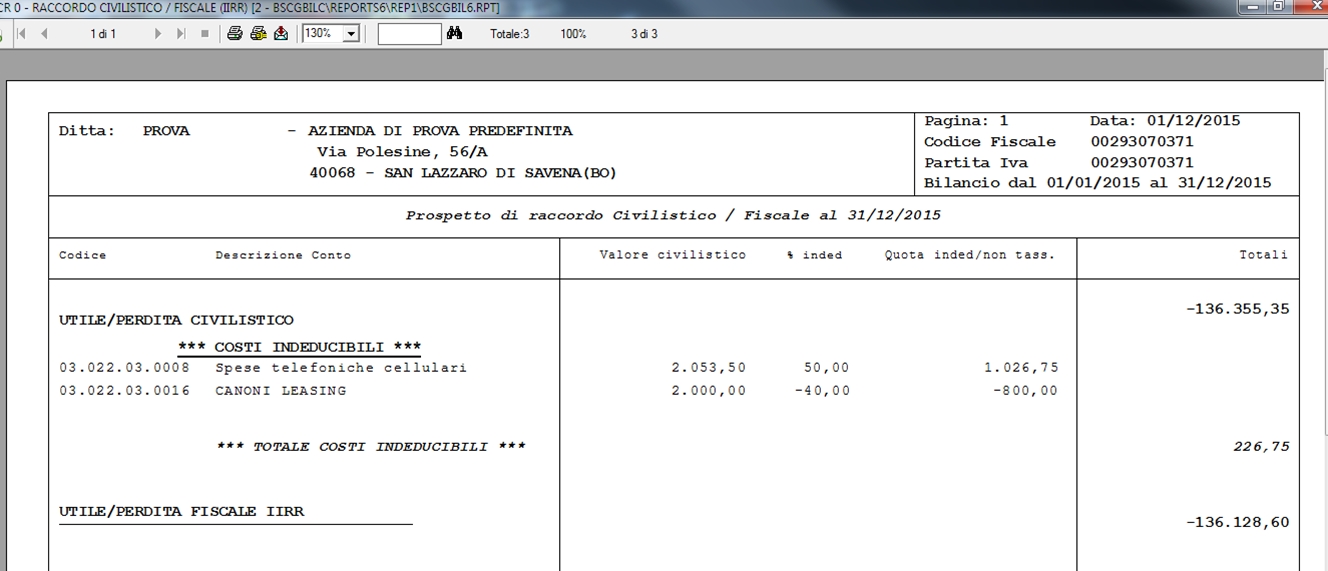 CR 0 - RACCORDO CIVILISTICO / FISCALE (IIRR) [2 - BSCGBILC\REPORTS6\REP1\BSCGBIL6.RPT]
1 di 1 130% Totale:3 100% 3 di 3
Ditta: PROVA - AZIENDA DI PROVA PREDEFINITA
Via Polesine, 56/A
40068 - SAN LAZZARO DI SAVENA(BO)
Pagina: 1 Data: 01/12/2015
Codice Fiscale 00293070371
Partita Iva 00293070371
Bilancio dal 01/01/2015 al 31/12/2015
Prospetto di raccordo Civilistico / Fiscale al 31/12/2015
Codice Descrizione Conto Valore civilistico % inded Quota inded/non tass. Totali
UTILE/PERDITA CIVILISTICO -136.355,35
*** COSTI INDEDUCIBILI ***
03.022.03.0008 Spese telefoniche cellulari 2.053,50 50,00 1.026,75
03.022.03.0016 CANONI LEASING 2.000,00 -40,00 -800,00
*** TOTALE COSTI INDEDUCIBILI *** 226,75
UTILE/PERDITA FISCALE IIRR -136.128,60